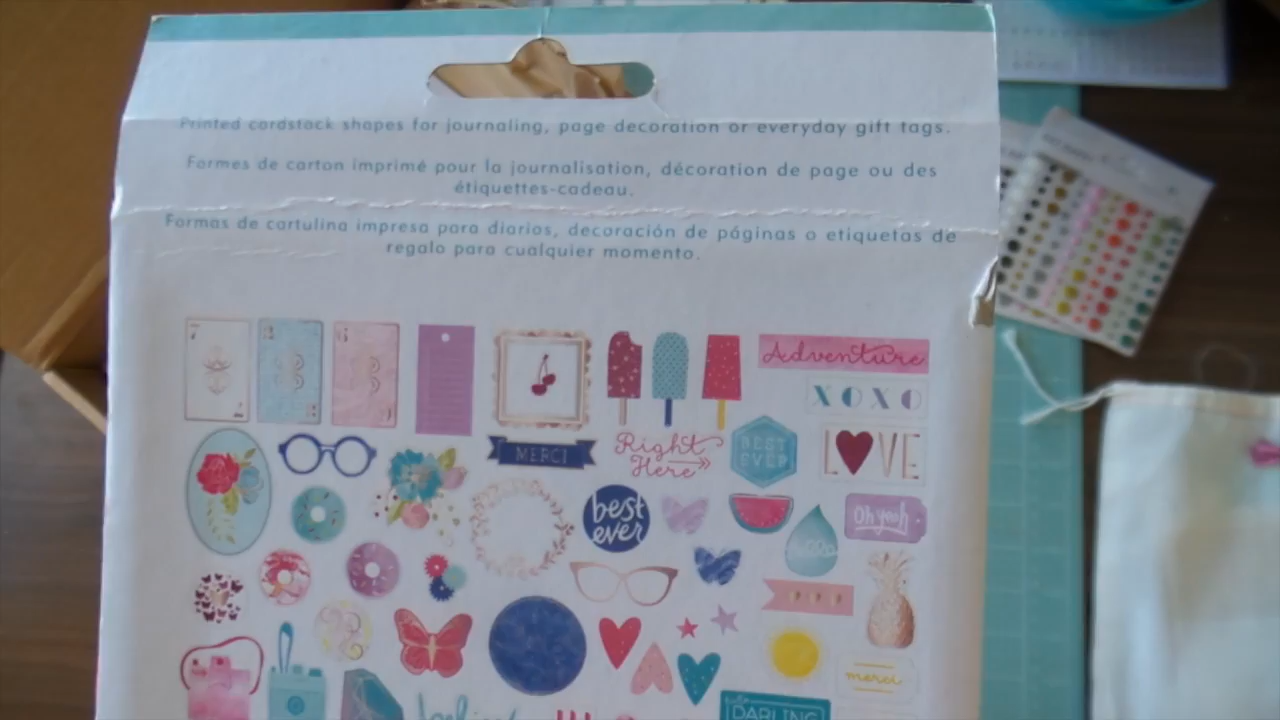 Printed cardstock shapes for journaling, page decoration or everyday gift tags.
Formes de carton imprimé pour la journalisation, décoration de page ou des
étiquettes-cadeau.
Formas de cartulina impresa para diarios, decoración de páginas o etiquetas de
regalo para cualquier momento.
7
Adventure
XOXO
MERCI
Right
Here
BEST
EVER
LOVE
best
ever
Oh yeah
merci
DARLING